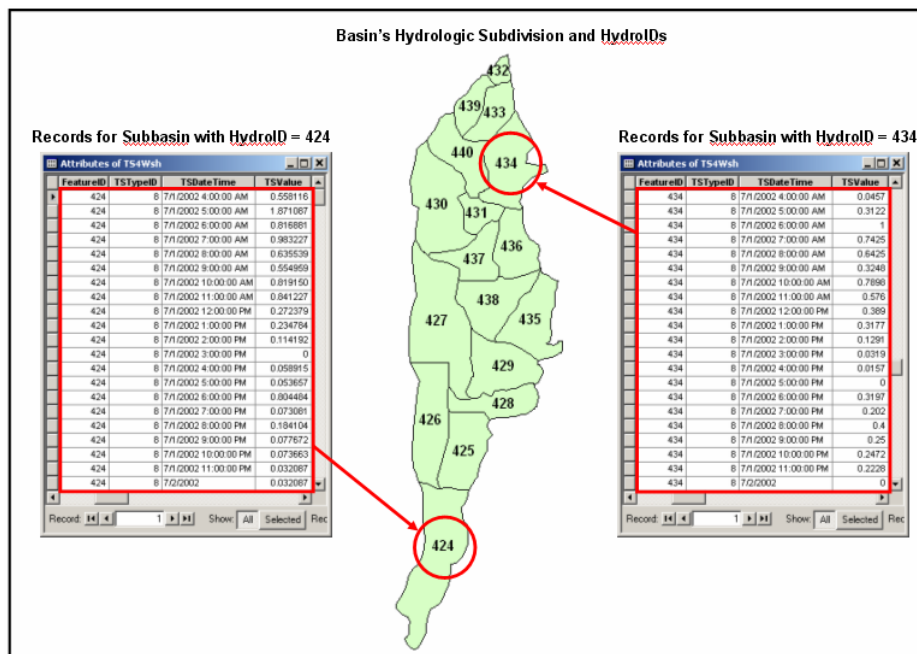 Basin's Hydrologic Subdivision and HydroIDs
Records for Subbasin with HydroID = 424
Attributes of TS4Wsh
FeatureID TSTypeID TSDateTime TSValue
424 8 7/1/2002 4:00:00 AM 0.558116
424 8 7/1/2002 5:00:00 AM 1.871087
424 8 7/1/2002 6:00:00 AM 0.816881
424 8 7/1/2002 7:00:00 AM 0.983227
424 8 7/1/2002 8:00:00 AM 0.635539
424 8 7/1/2002 9:00:00 AM 0.554959
424 8 7/1/2002 10:00:00 AM 0.819150
424 8 7/1/2002 11:00:00 AM 0.841227
424 8 7/1/2002 12:00:00 PM 0.272379
424 8 7/1/2002 1:00:00 PM 0.234784
424 8 7/1/2002 2:00:00 PM 0.114192
424 8 7/1/2002 3:00:00 PM 0
424 8 7/1/2002 4:00:00 PM 0.058915
424 8 7/1/2002 5:00:00 PM 0.053657
424 8 7/1/2002 6:00:00 PM 0.804484
424 8 7/1/2002 7:00:00 PM 0.073081
424 8 7/1/2002 8:00:00 PM 0.184104
424 8 7/1/2002 9:00:00 PM 0.077672
424 8 7/1/2002 10:00:00 PM 0.073663
424 8 7/1/2002 11:00:00 PM 0.032087
424 8 7/2/2002 0.032087
Record: 1 Show: All Selected Rec
432
439
433
440
434
430
431
436
437
438
427
435
429
428
426
425
424
Records for Subbasin with HydroID = 434
Attributes of TS4Wsh
FeatureID TSTypeID TSDateTime TSValue
434 8 7/1/2002 4:00:00 AM 0.0457
434 8 7/1/2002 5:00:00 AM 0.3122
434 8 7/1/2002 6:00:00 AM 1
434 8 7/1/2002 7:00:00 AM 0.7425
434 8 7/1/2002 8:00:00 AM 0.6425
434 8 7/1/2002 9:00:00 AM 0.3248
434 8 7/1/2002 10:00:00 AM 0.7898
434 8 7/1/2002 11:00:00 AM 0.576
434 8 7/1/2002 12:00:00 PM 0.389
434 8 7/1/2002 1:00:00 PM 0.3177
434 8 7/1/2002 2:00:00 PM 0.1291
434 8 7/1/2002 3:00:00 PM 0.0319
434 8 7/1/2002 4:00:00 PM 0.0157
434 8 7/1/2002 5:00:00 PM 0
434 8 7/1/2002 6:00:00 PM 0.3197
434 8 7/1/2002 7:00:00 PM 0.202
434 8 7/1/2002 8:00:00 PM 0.4
434 8 7/1/2002 9:00:00 PM 0.25
434 8 7/1/2002 10:00:00 PM 0.2472
434 8 7/1/2002 11:00:00 PM 0.2228
434 8 7/2/2002 0
Record: 1 Show: All Selected Rec